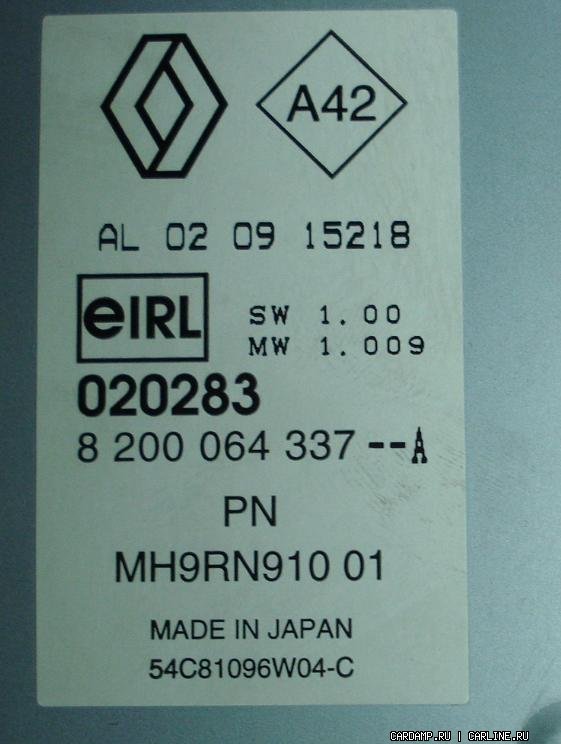 A42
AL 02 09 15218
eIRL
SW 1.00
MW 1.009
020283
8 200 064 337 --A
PN
MH9RN910 01
MADE IN JAPAN
54C81096W04-C
CARDAMP.RU | CARLINE.RU